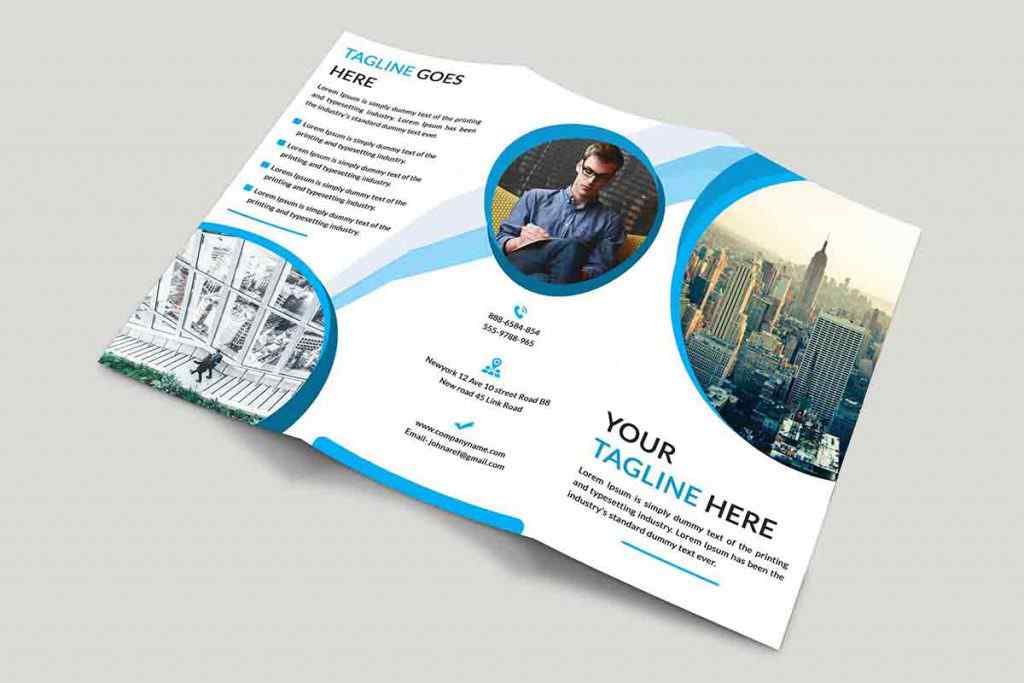 TAGLINE GOES
HERE
Lorem Ipsum is simply dummy text of the printing
and typesetting industry. Lorem Ipsum has been
the industry's standard dummy text ever.
Lorem Ipsum is simply dummy text of the
printing and typesetting industry.
Lorem Ipsum is simply dummy text of the
printing and typesetting industry.
Lorem Ipsum is simply dummy text of the
printing and typesetting industry.
Lorem Ipsum is simply dummy text of the
printing and typesetting industry.
888-6584-854
555-9788-965
Newyork 12 Ave 10 street Road B8
New road 45 Link Road
www.companyname.com
Email- johnaref@gmail.com
YOUR
TAGLINE HERE
Lorem Ipsum is simply dummy text of the printing
and typesetting industry. Lorem Ipsum has been the
industry's standard dummy text ever.